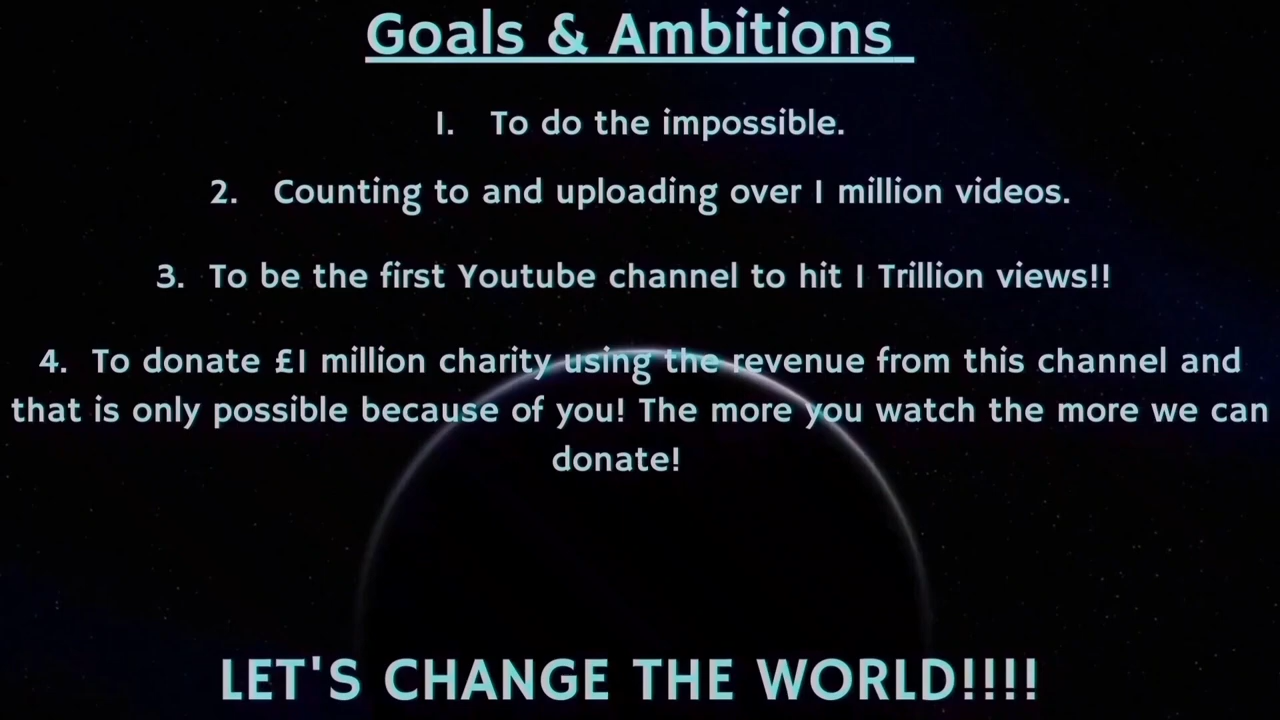 Goals & Ambitions
1. To do the impossible.
2. Counting to and uploading over 1 million videos.
3. To be the first Youtube channel to hit 1 Trillion views!!
4. To donate £1 million charity using the revenue from this channel and
that is only possible because of you! The more you watch the more we can
donate!
LET'S CHANGE THE WORLD!!!!